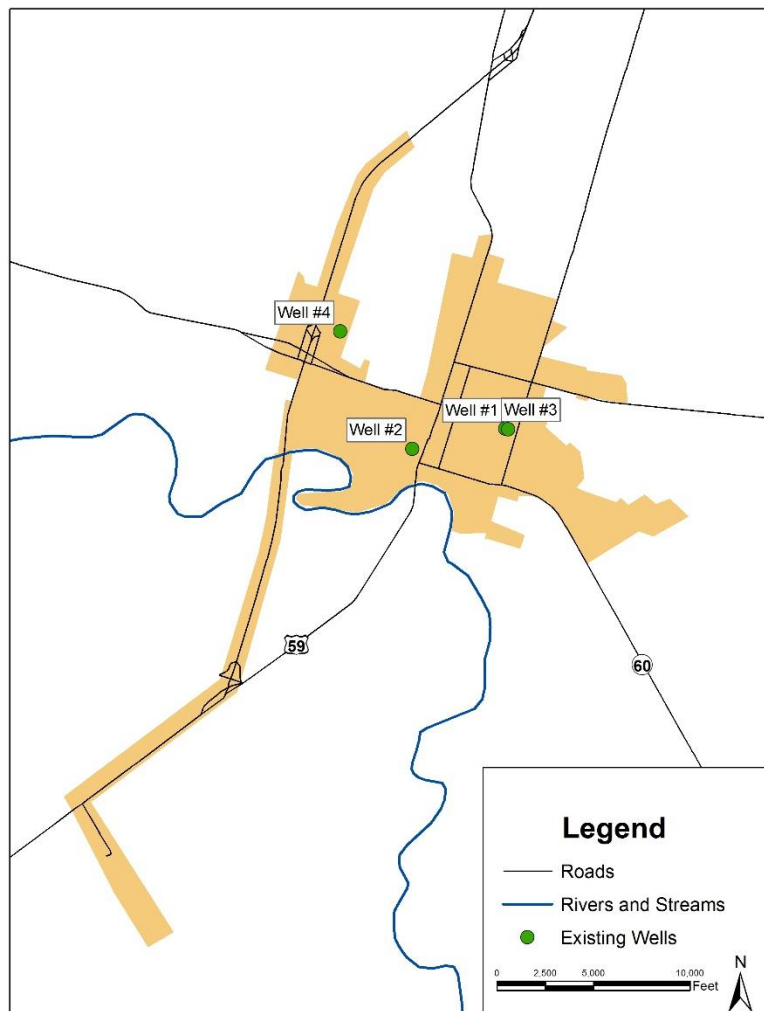 Well #4
Well #1
Well #3
Well #2
59
60
Legend
Roads
Rivers and Streams
Existing Wells
N
0 2,500 5,000 10,000
Feet